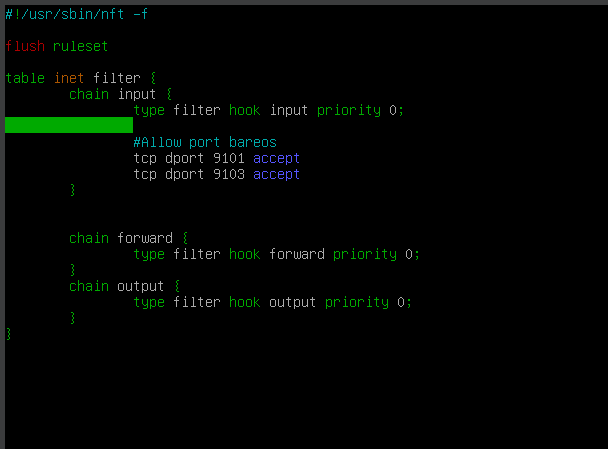 #!/usr/sbin/nft -f
flush ruleset
table inet filter {
chain input {
type filter hook input priority 0;
#Allow port bareos
tcp dport 9101 accept
tcp dport 9103 accept
}
chain forward {
type filter hook forward priority 0;
}
chain output {
type filter hook output priority 0;
}
}